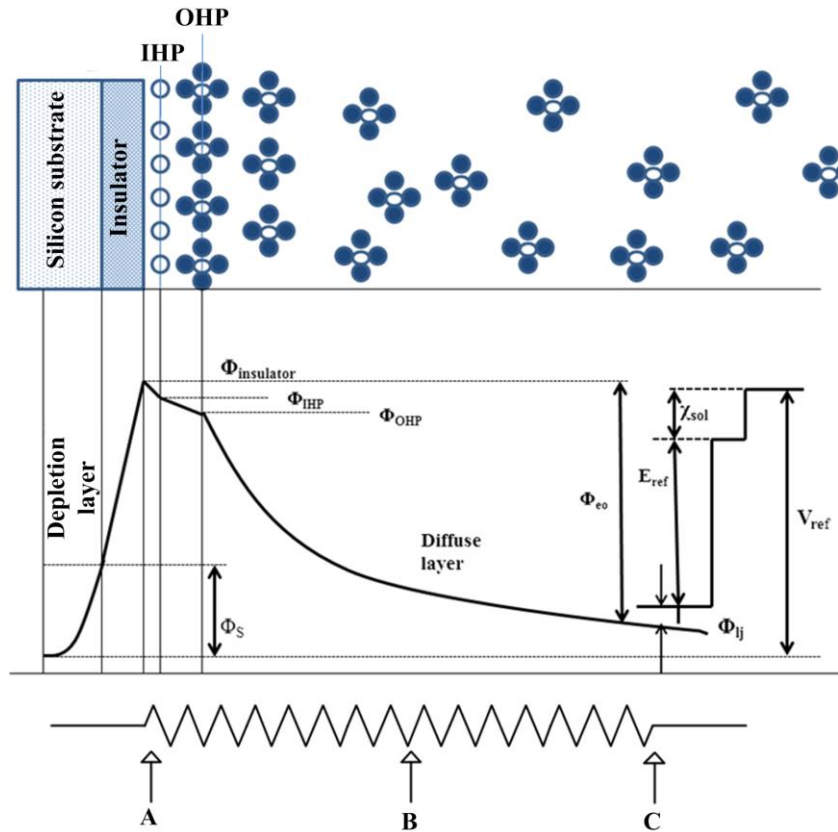 OHP
IHP
Silicon substrate
Insulator
Φinsulator
ΦIHP
ΦOHP
χsol
Depletion
layer
Eref
Φeo
Vref
Diffuse
layer
ΦS
Φlj
A
B
C